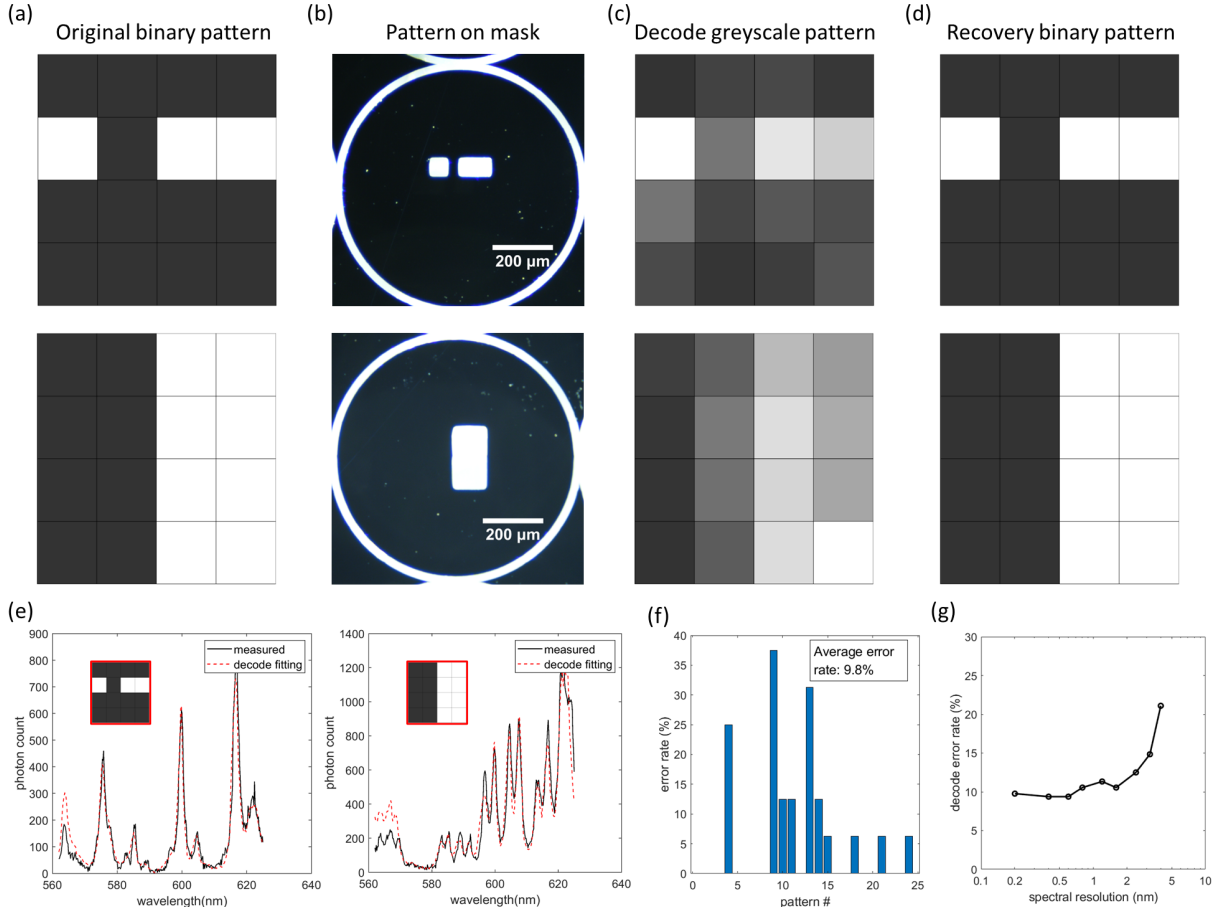 (a)
Original binary pattern
(b)
Pattern on mask
(c)
Decode greyscale pattern
(d)
Recovery binary pattern
200 µm
200 µm
(e)
900
800
700
600
500
400
300
200
100
0
560
580
600
620
640
photon count
wavelength(nm)
measured
decode fitting
1400
1200
1000
800
600
400
200
0
560
580
600
620
640
photon count
wavelength(nm)
measured
decode fitting
(f)
40
35
30
25
20
15
10
5
0
0
5
10
15
20
25
error rate (%)
pattern #
Average error
rate: 9.8%
(g)
30
25
20
15
10
5
0
0.1
0.2
0.5
1
2
5
10
decode error rate (%)
spectral resolution (nm)